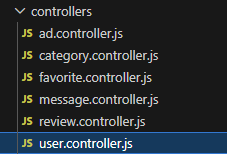 controllers
JS ad.controller.js
JS category.controller.js
JS favorite.controller.js
JS message.controller.js
JS review.controller.js
JS user.controller.js